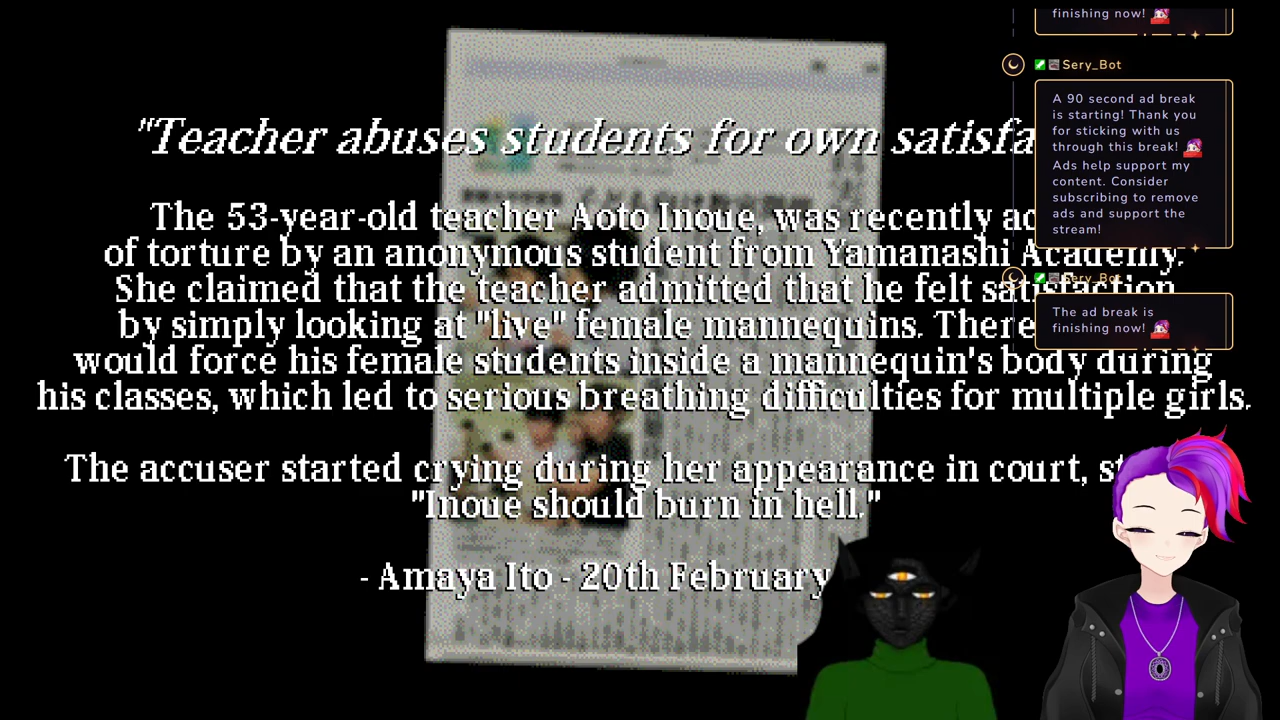 "Teacher abuses students for own
The 53-year-old teacher Aoto Inoue, was recently
of torture by an anonymous student from Yamanashi Academy.
She claimed that the teacher admitted that he felt satisfaction
by simply looking at "live" female mannequins.
would force his female students inside a mannequin's body during
his classes, which led to serious breathing difficulties for multiple girls.
The accuser started crying during her appearance in court,
"Inoue should burn in hell."
- Amaya Ito - 20th February
finishing now!
Sery_Bot
A 90 second ad break
is starting! Thank you
for sticking with us
through this break!
Ads help support my
content. Consider
subscribing to remove
ads and support the
stream!
Sery_Bot
The ad break is
finishing now!